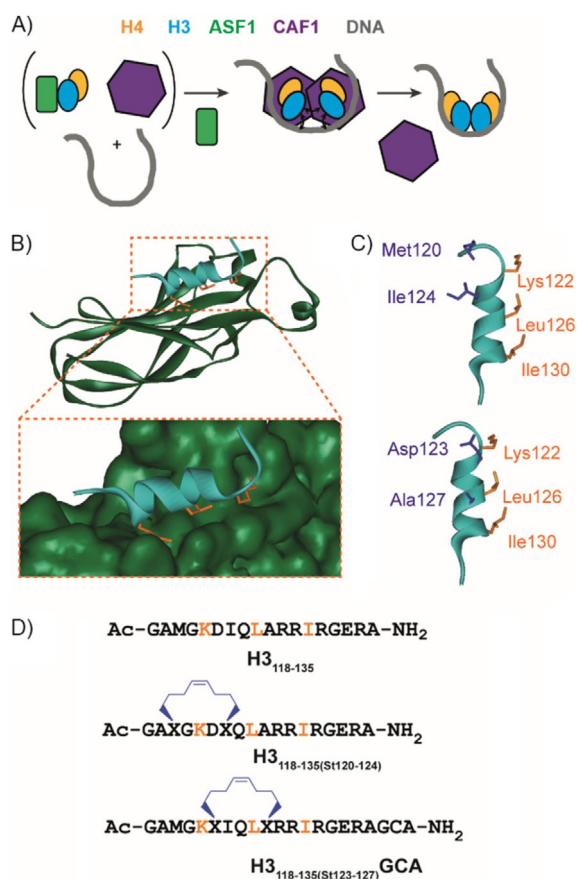 A)
H4 H3 ASF1 CAF1 DNA
+
B)
C)
Met120
Lys122
Ile124
Leu126
Ile130
Asp123
Lys122
Ala127
Leu126
Ile130
D)
Ac-GAMGKDIQLARRIRGERA-NH2
H3118-135
Ac-GAXGKDXQLARRIRGERA-NH2
H3118-135(St120-124)
Ac-GAMGKXIQLXRRIRGERAGCA-NH2
H3118-135(St123-127)GCA